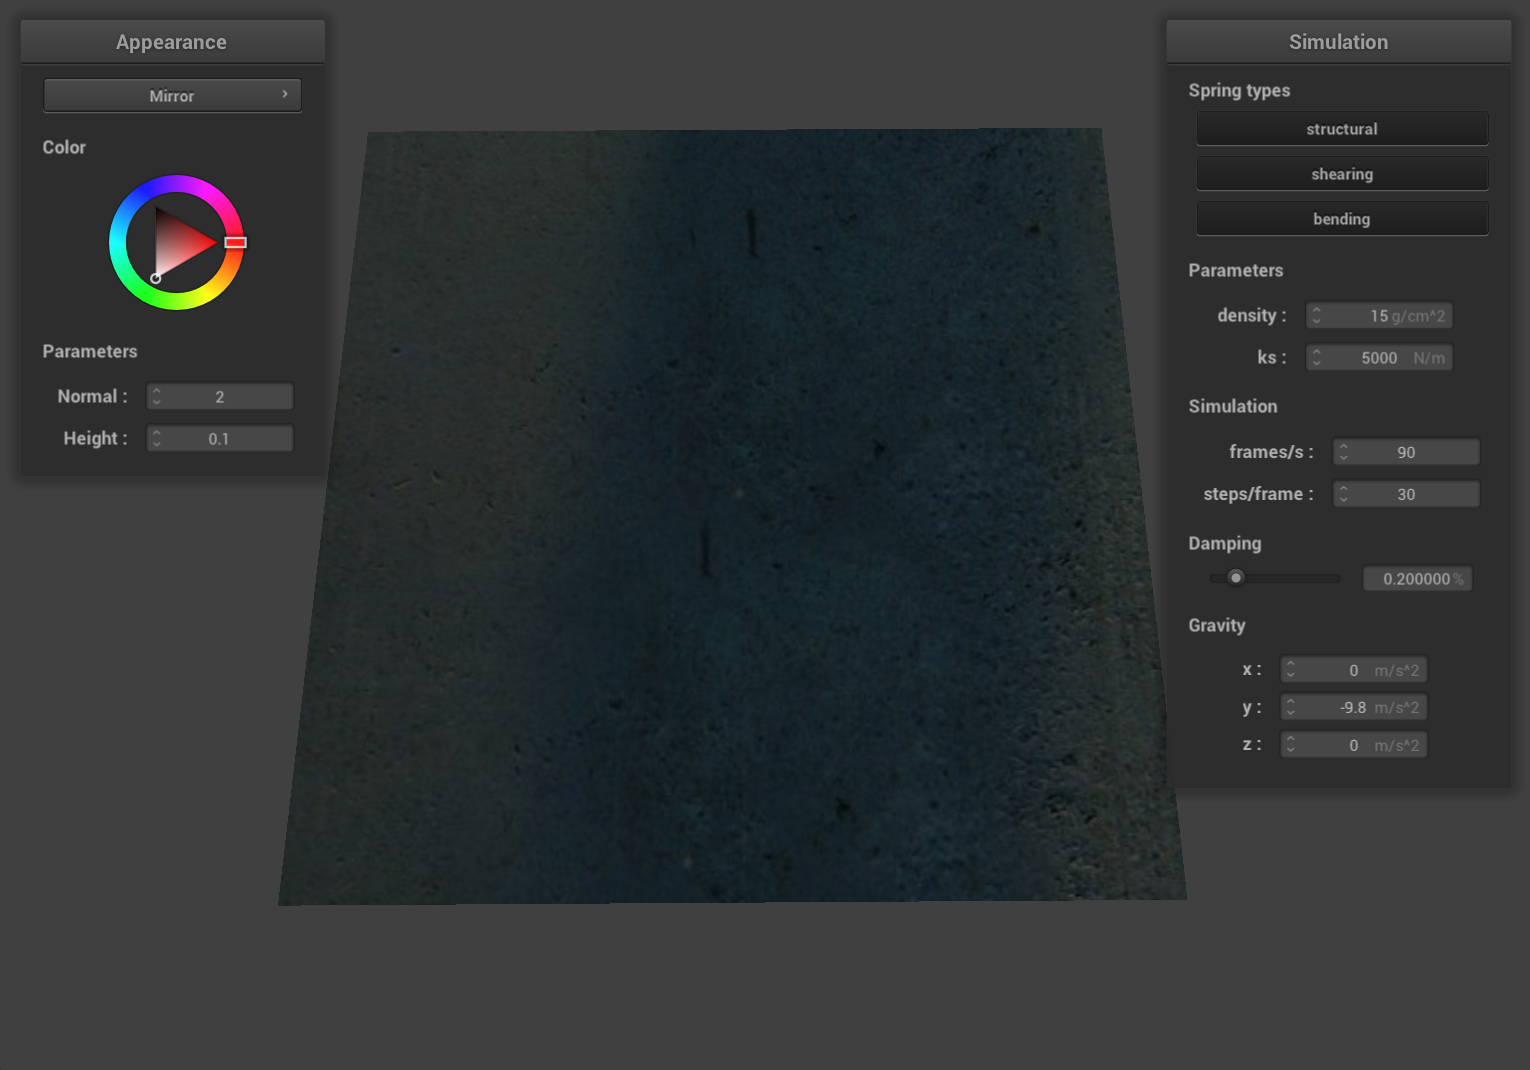 Appearance
Mirror
Color
Parameters
Normal : 2
Height : 0.1
Simulation
Spring types
structural
shearing
bending
Parameters
density : 15 g/cm^2
ks : 5000 N/m
Simulation
frames/s : 90
steps/frame : 30
Damping
0.200000 %
Gravity
x : 0 m/s^2
y : -9.8 m/s^2
z : 0 m/s^2